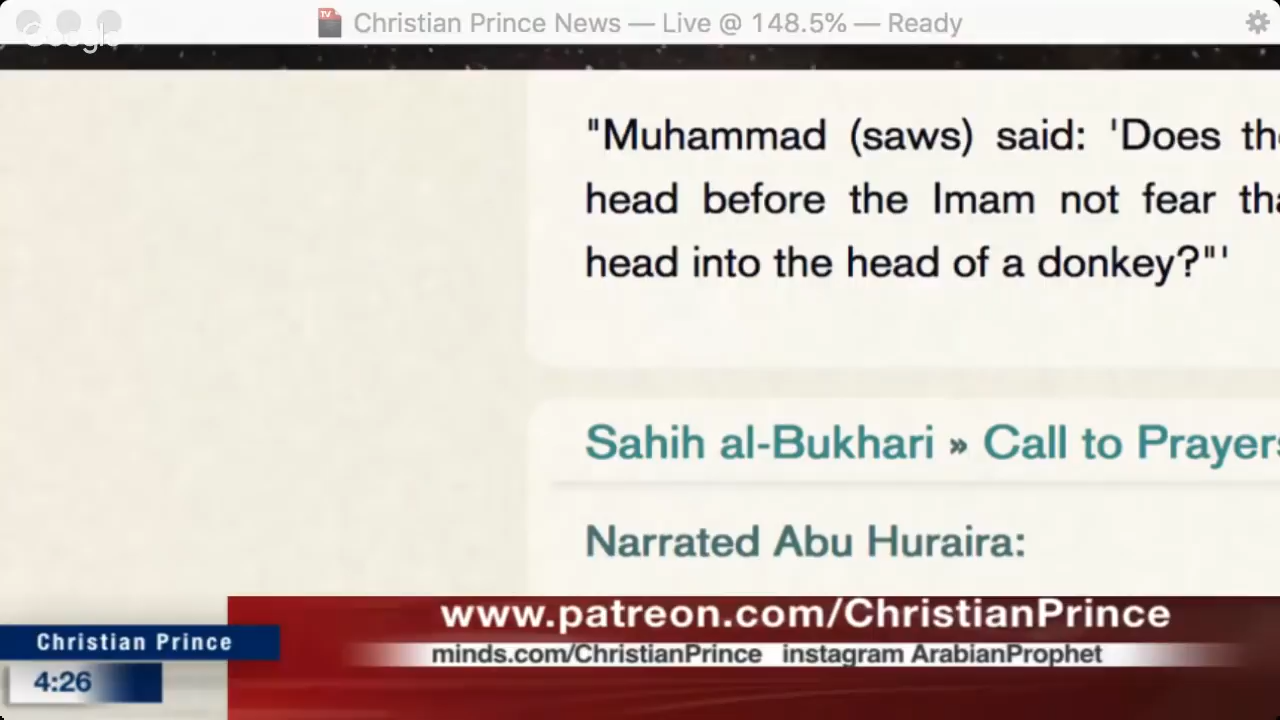 Christian Prince News — Live @ 148.5% — Ready
Google
"Muhammad (saws) said: 'Does
head before the Imam not fear
head into the head of a donkey?"'
Sahih al-Bukhari » Call to Prayers
Narrated Abu Huraira:
www.patreon.com/ChristianPrince
minds.com/ChristianPrince instagram ArabianProphet
Christian Prince
4:26